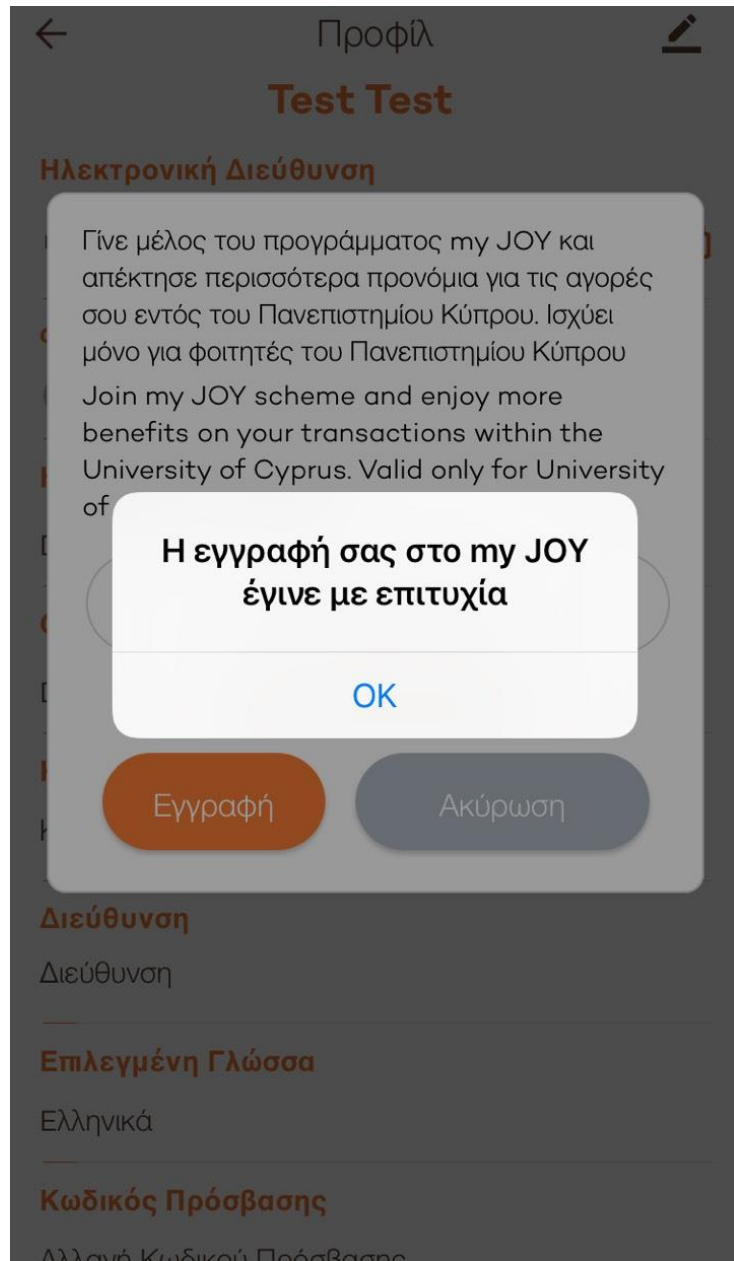 Προφίλ
Test Test
Ηλεκτρονική Διεύθυνση
Γίνε μέλος του προγράμματος my JOY και
απέκτησε περισσότερα προνόμια για τις αγορές
σου εντός του Πανεπιστημίου Κύπρου. Ισχύει
μόνο για φοιτητές του Πανεπιστημίου Κύπρου
Join my JOY scheme and enjoy more
benefits on your transactions within the
University of Cyprus. Valid only for University
of
Η εγγραφή σας στο my JOY
έγινε με επιτυχία
OK
Εγγραφή
Ακύρωση
Διεύθυνση
Διεύθυνση
Επιλεγμένη Γλώσσα
Ελληνικά
Κωδικός Πρόσβασης
Αλλαγή Κωδικού Πρόσβασης